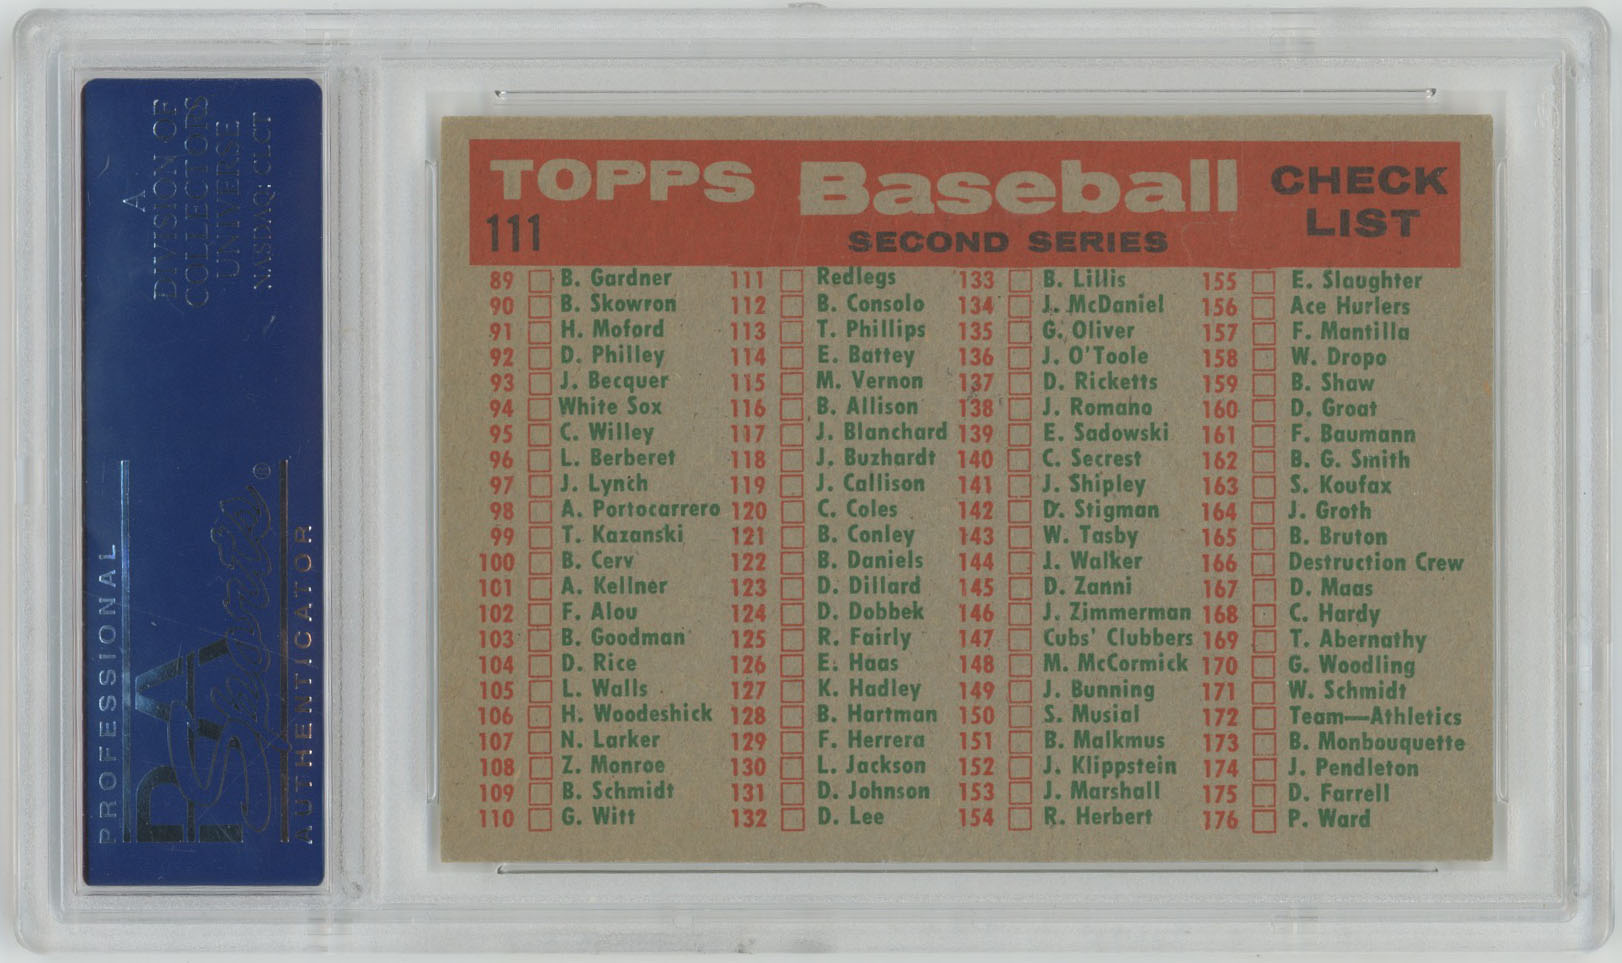 A
DIVISION OF
COLLECTORS
UNIVERSE
NASDAQ: CLCT
PROFESSIONAL
PSA
Sports
AUTHENTICATOR
TOPPS Baseball CHECK LIST
111 SECOND SERIES
89 B. Gardner
90 B. Skowron
91 H. Moford
92 D. Philley
93 J. Becquer
94 White Sox
95 C. Willey
96 L. Berberet
97 J. Lynch
98 A. Portocarrero
99 T. Kazanski
100 B. Cerv
101 A. Kellner
102 F. Alou
103 B. Goodman
104 D. Rice
105 L. Walls
106 H. Woodeshick
107 N. Larker
108 Z. Monroe
109 B. Schmidt
110 G. Witt
111 Redlegs
112 B. Consolo
113 T. Phillips
114 E. Battey
115 M. Vernon
116 B. Allison
117 J. Blanchard
118 J. Buzhardt
119 J. Callison
120 C. Coles
121 B. Conley
122 B. Daniels
123 D. Dillard
124 D. Dobbek
125 R. Fairly
126 E. Haas
127 K. Hadley
128 B. Hartman
129 F. Herrera
130 L. Jackson
131 D. Johnson
132 D. Lee
133 B. Lillis
134 J. McDaniel
135 G. Oliver
136 J. O'Toole
137 D. Ricketts
138 J. Romano
139 E. Sadowski
140 C. Secrest
141 J. Shipley
142 D. Stigman
143 W. Tasby
144 J. Walker
145 D. Zanni
146 J. Zimmerman
147 Cubs' Clubbers
148 M. McCormick
149 J. Bunning
150 S. Musial
151 B. Malkmus
152 J. Klippstein
153 J. Marshall
154 R. Herbert
155 E. Slaughter
156 Ace Hurlers
157 F. Mantilla
158 W. Dropo
159 B. Shaw
160 D. Groat
161 F. Baumann
162 B. G. Smith
163 S. Koufax
164 J. Groth
165 B. Bruton
166 Destruction Crew
167 D. Maas
168 C. Hardy
169 T. Abernathy
170 G. Woodling
171 W. Schmidt
172 Team—Athletics
173 B. Monbouquette
174 J. Pendleton
175 D. Farrell
176 P. Ward